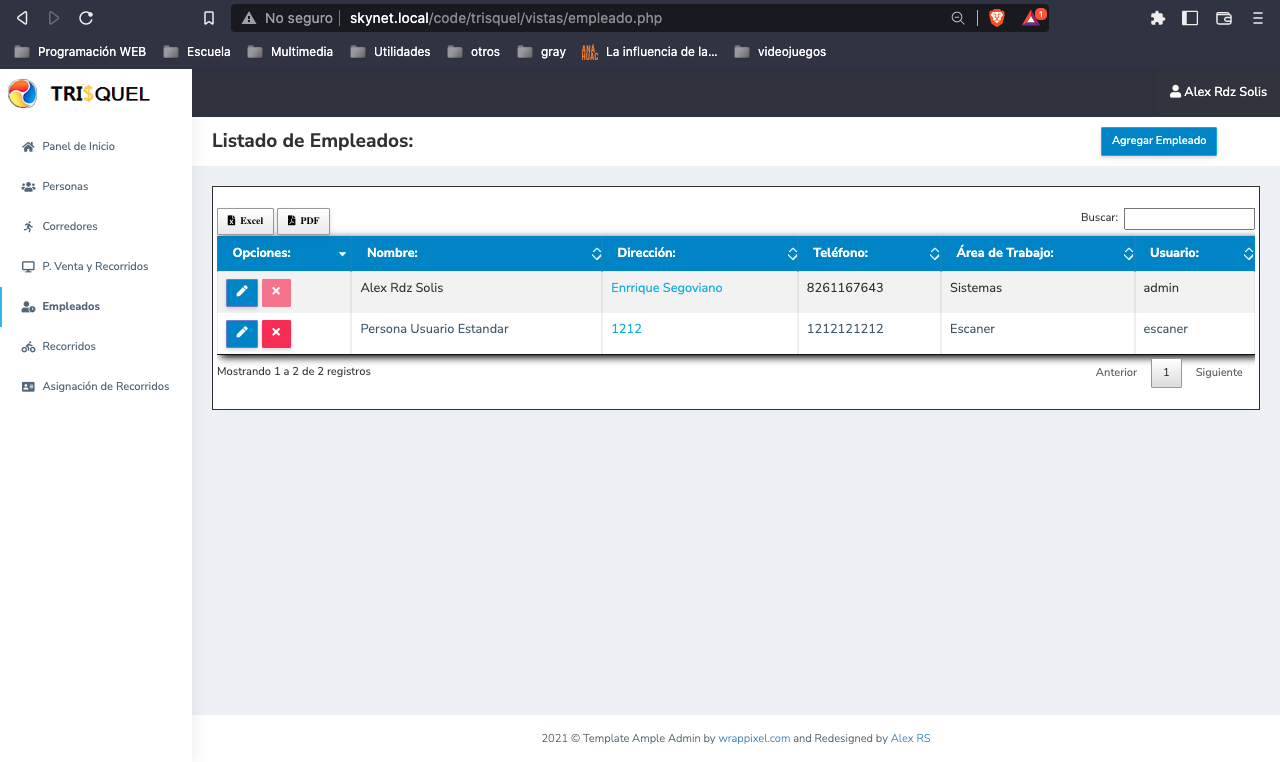 No seguro skynet.local/code/trisquel/vistas/empleado.php 1
Programación WEB Escuela Multimedia Utilidades otros gray ANÁHUAC La influencia de la... videojuegos
TRI$QUEL
Alex Rdz Solis
Listado de Empleados:
Agregar Empleado
Panel de Inicio
Personas
Corredores
P. Venta y Recorridos
Empleados
Recorridos
Asignación de Recorridos
Excel PDF Buscar:
Opciones: Nombre: Dirección: Teléfono: Área de Trabajo: Usuario:
Alex Rdz Solis Enrrique Segoviano 8261167643 Sistemas admin
Persona Usuario Estandar 1212 1212121212 Escaner escaner
Mostrando 1 a 2 de 2 registros Anterior 1 Siguiente
2021 © Template Ample Admin by wrappixel.com and Redesigned by Alex RS